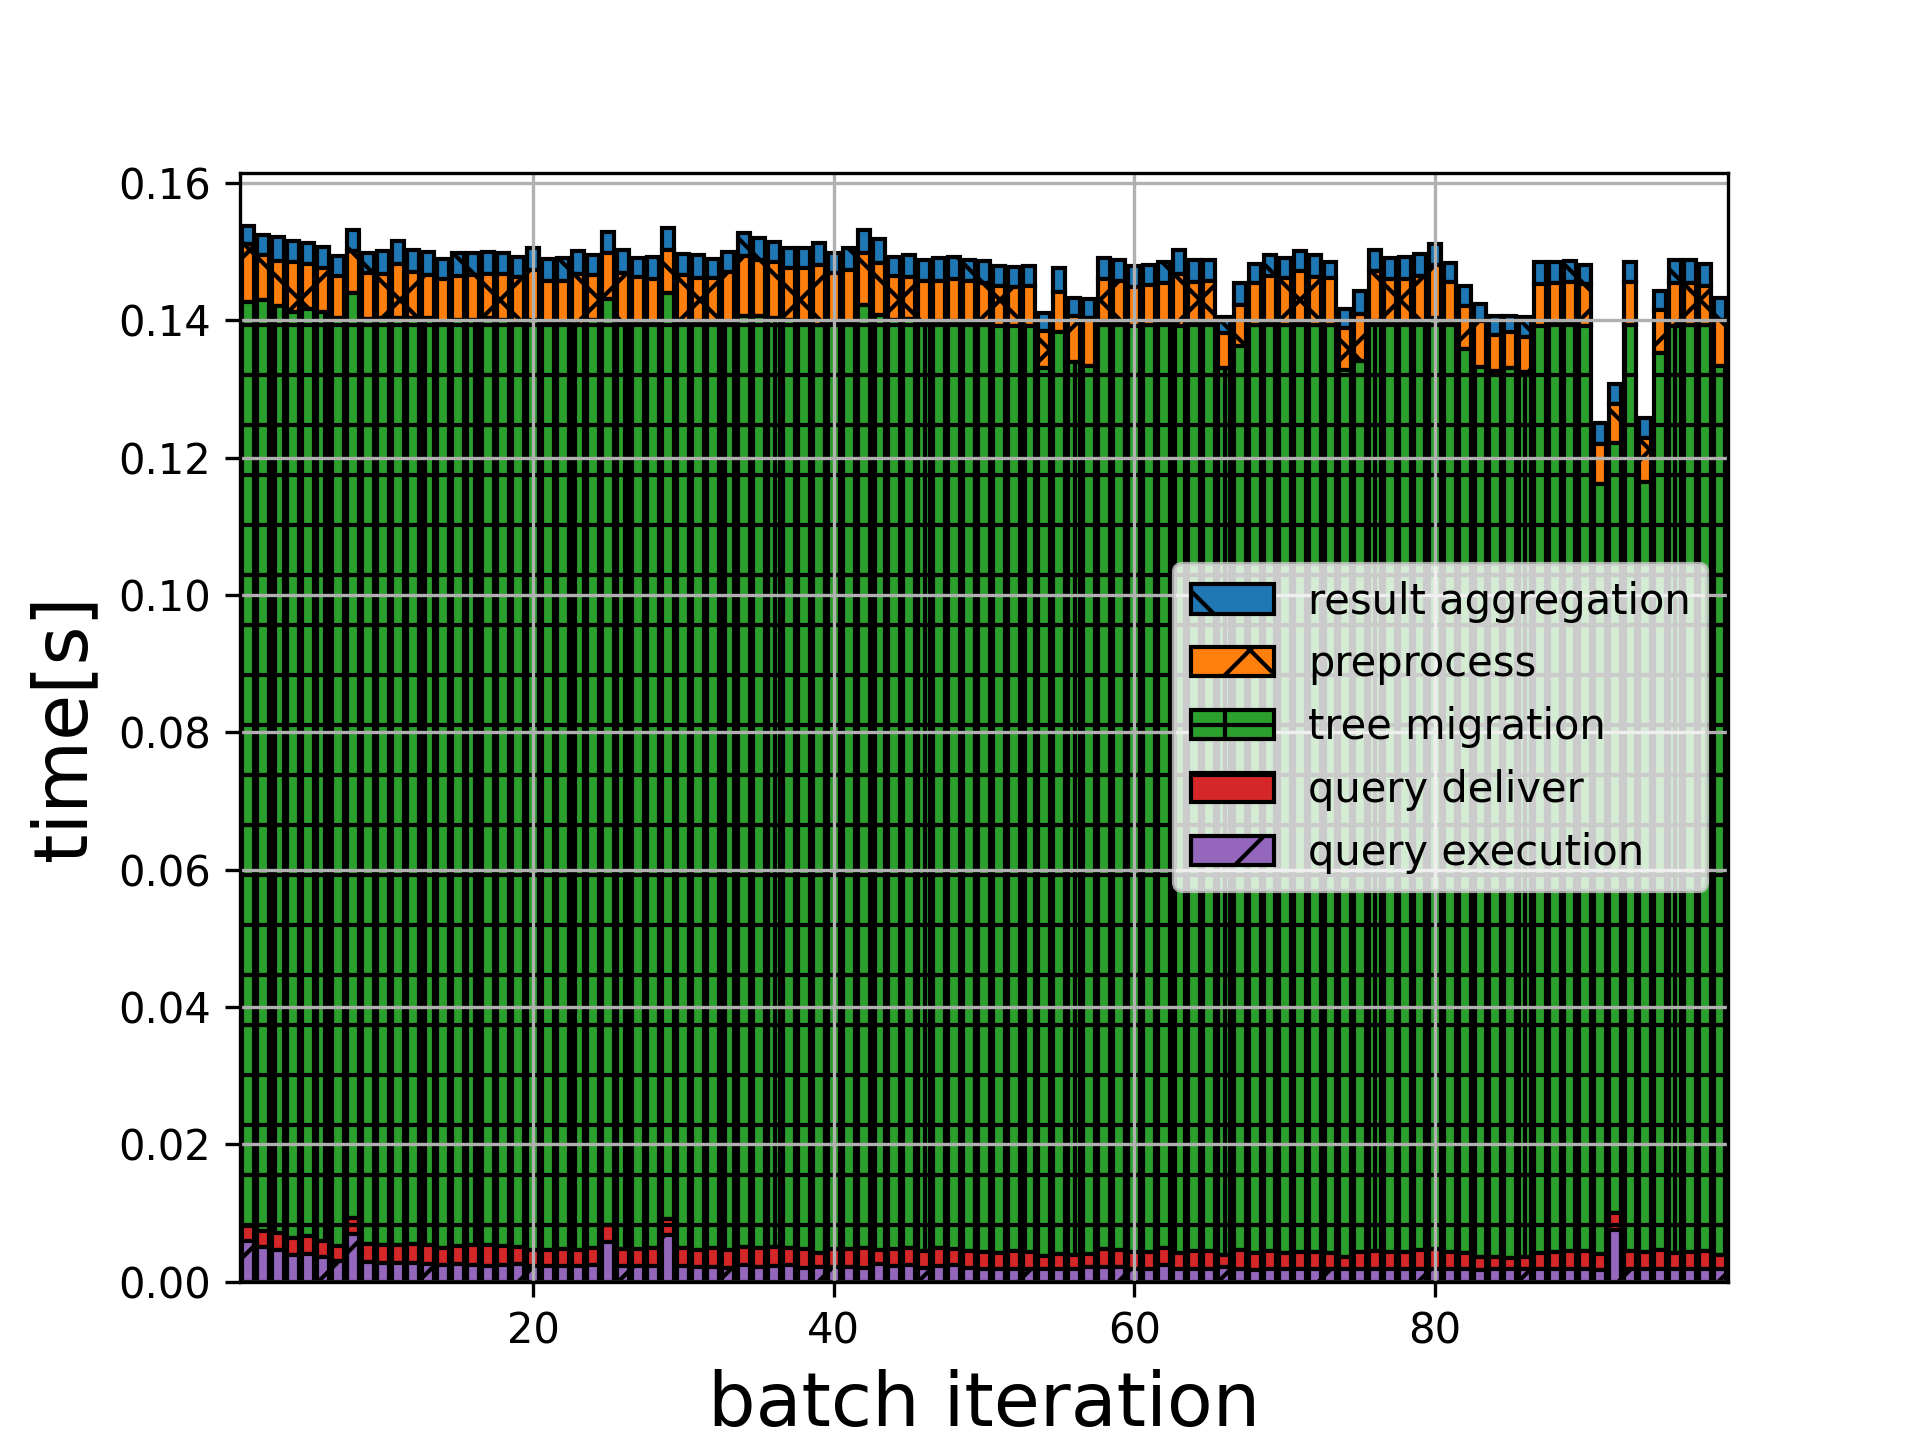 0.16
0.14
0.12
0.10
0.08
0.06
0.04
0.02
0.00
time[s]
result aggregation
preprocess
tree migration
query deliver
query execution
20 40 60 80
batch iteration